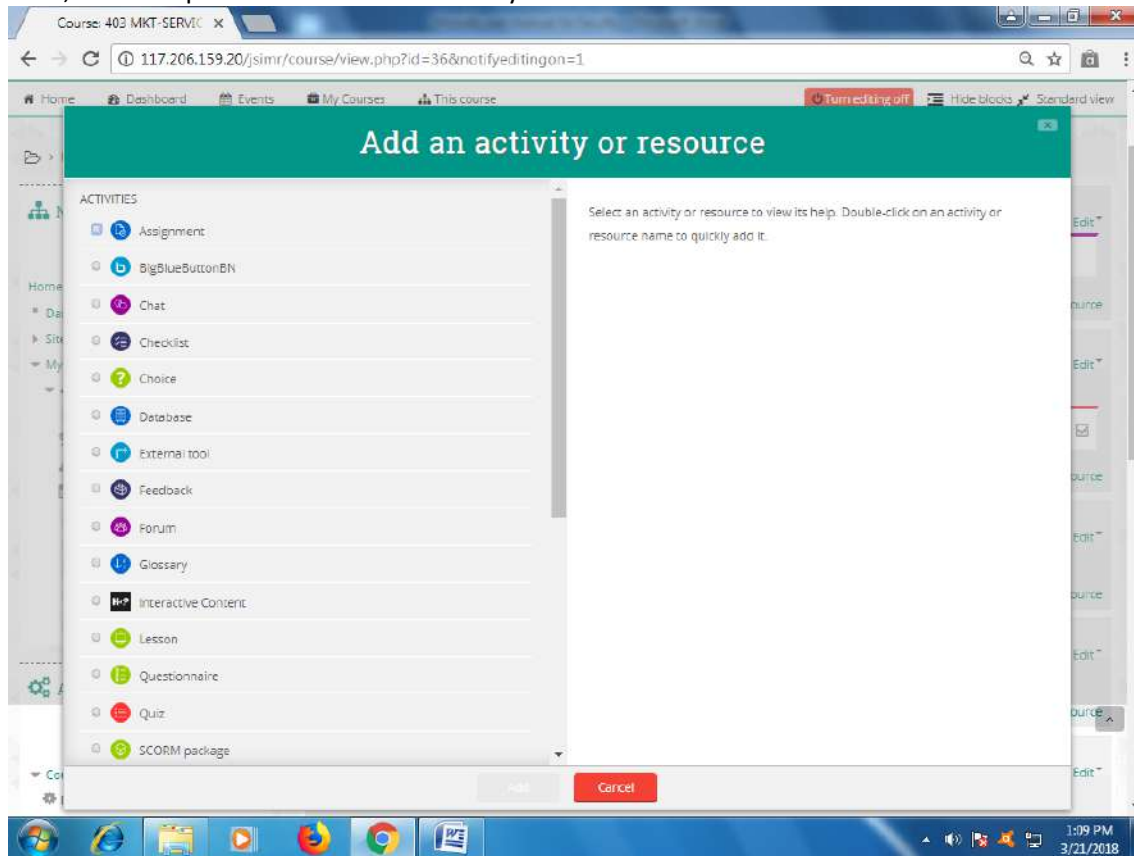 Course: 403 MKT-SERVIC
117.206.159.20/jsimr/course/view.php?id=36&notifyeditingon=1
Home Dashboard Events My Courses This course Turn editing off Hide blocks Standard view
Add an activity or resource
ACTIVITIES
Assignment
BigBlueButtonBN
Chat
Checklist
Choice
Database
External tool
Feedback
Forum
Glossary
Interactive Content
Lesson
Questionnaire
Quiz
SCORM package
Select an activity or resource to view its help. Double-click on an activity or
resource name to quickly add it.
Add Cancel
Home
Edit
Edit
Edit
Edit
Edit
1:09 PM
3/21/2018